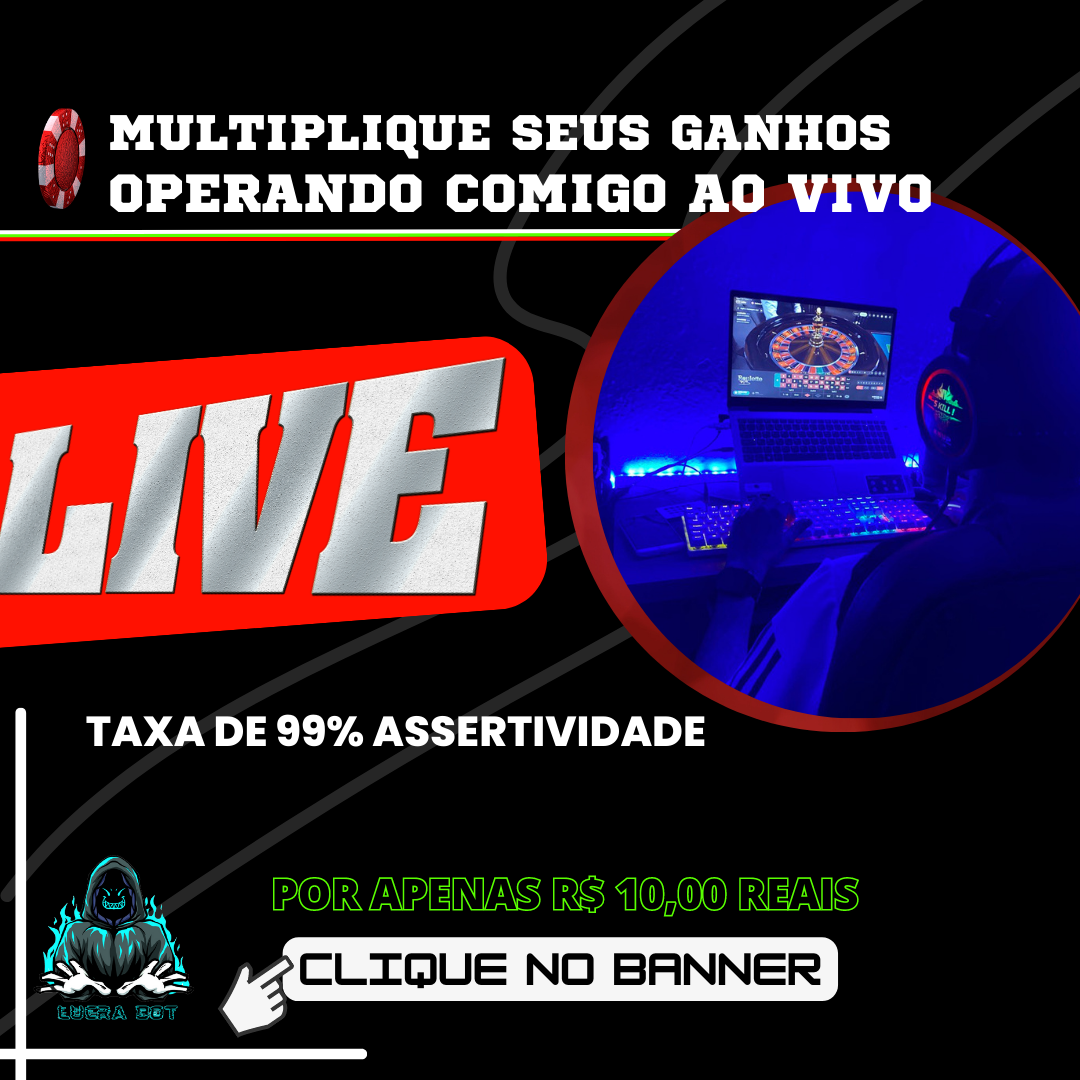 MULTIPLIQUE SEUS GANHOS
OPERANDO COMIGO AO VIVO
LIVE
Roulette
TAXA DE 99% ASSERTIVIDADE
POR APENAS R$ 10,00 REAIS
CLIQUE NO BANNER
LUCRA BOT